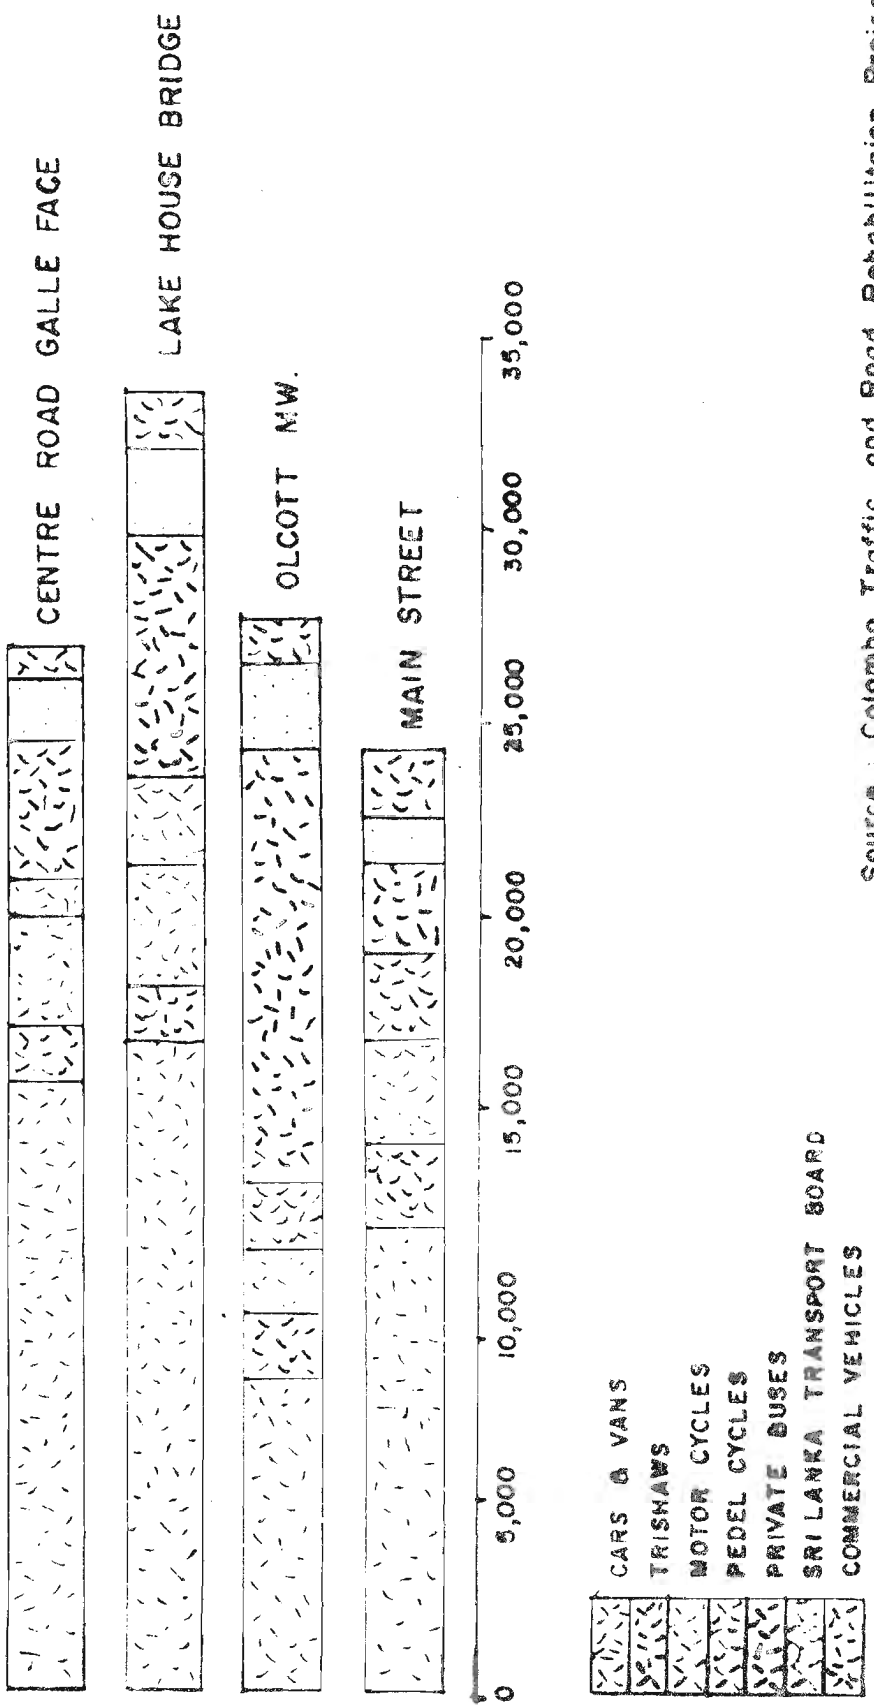 CENTRE ROAD GALLE FACE
LAKE HOUSE BRIDGE
OLCOTT MW.
MAIN STREET
0
5,000
10,000
15,000
20,000
25,000
30,000
35,000
CARS & VANS
TRISHAWS
MOTOR CYCLES
PEDEL CYCLES
PRIVATE BUSES
SRI LANKA TRANSPORT BOARD
COMMERCIAL VEHICLES
Source : Colombo Traffic and Road